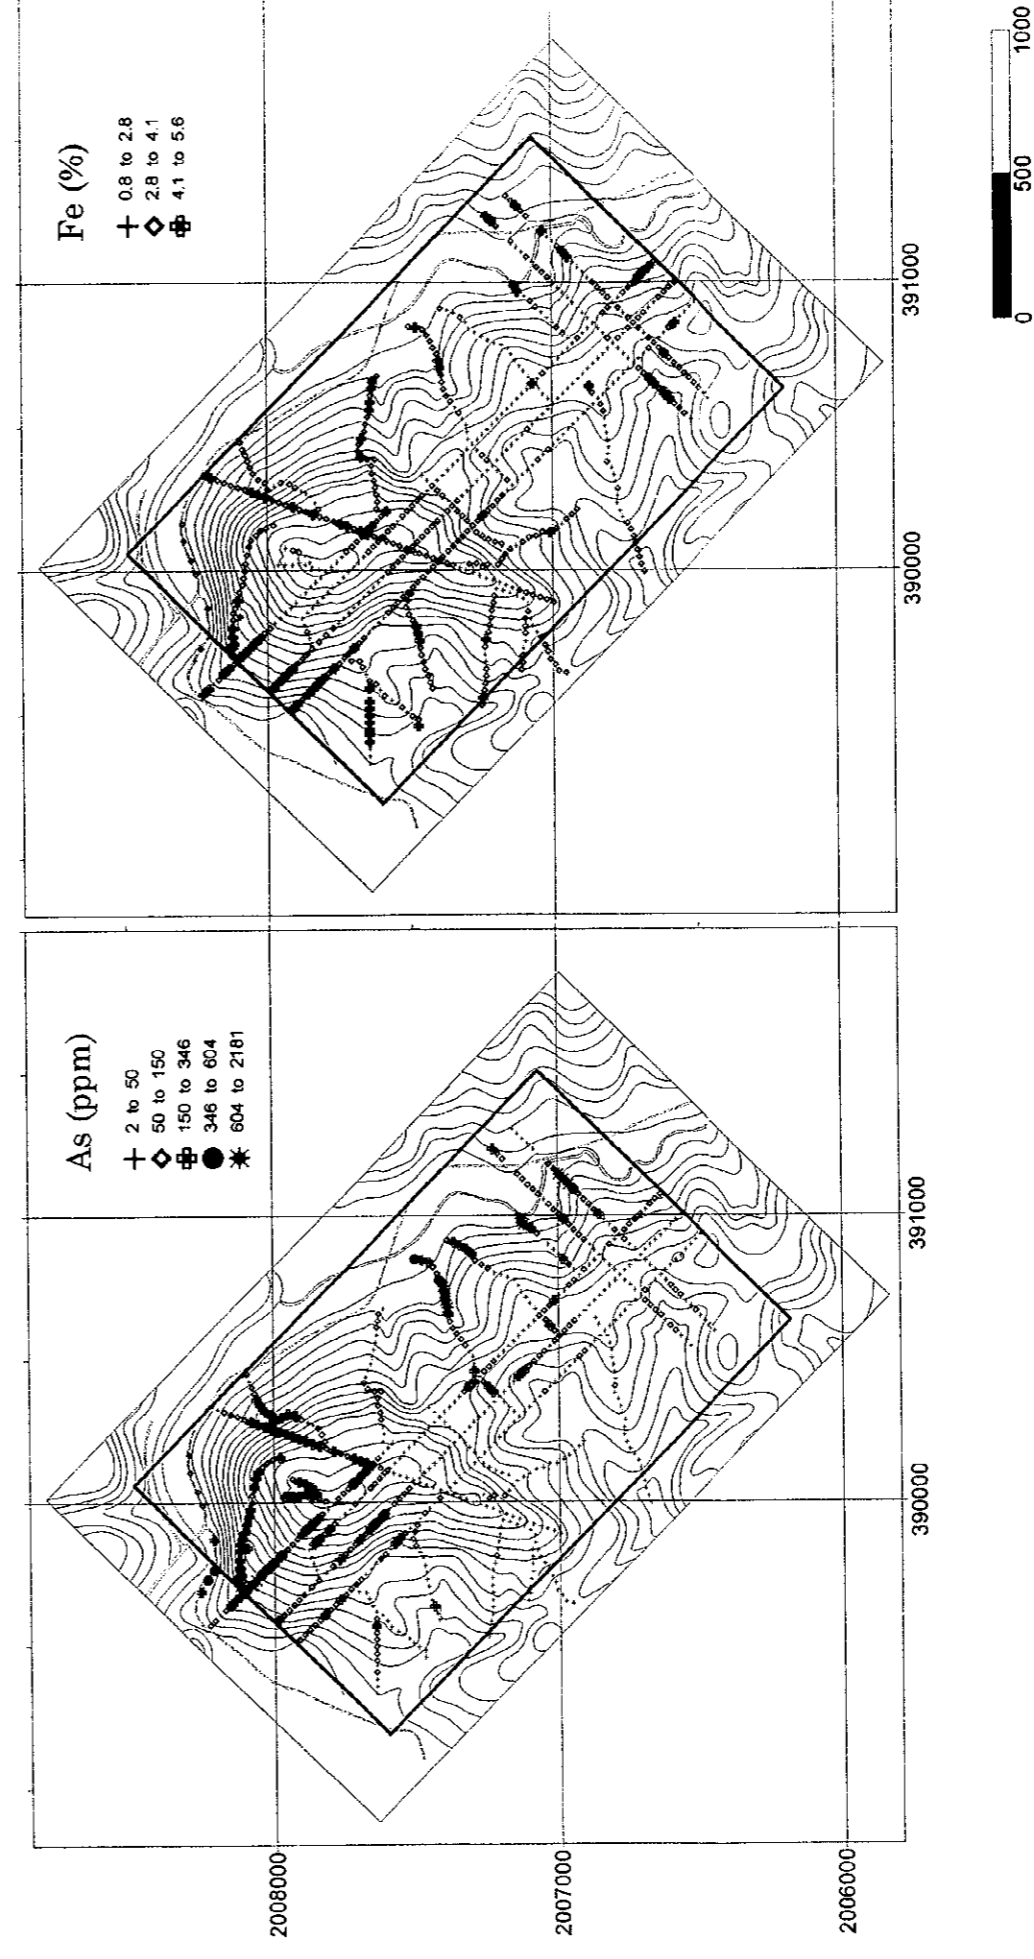 As (ppm)
2 to 50
50 to 150
150 to 346
346 to 604
604 to 2181
Fe (%)
0.8 to 2.8
2.8 to 4.1
4.1 to 5.6
2008000
2007000
2006000
390000
391000
390000
391000
0
500
1000